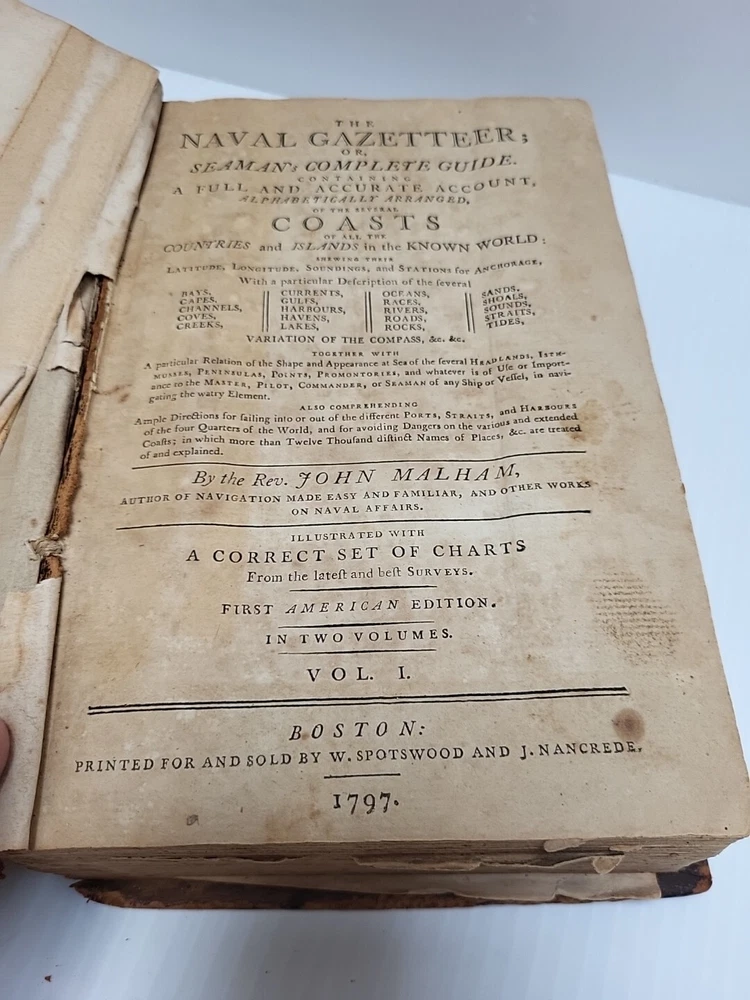 THE
NAVAL GAZETTEER;
OR,
SEAMAN's COMPLETE GUIDE.
CONTAINING
A FULL AND ACCURATE ACCOUNT,
ALPHABETICALLY ARRANGED,
OF THE SEVERAL
COASTS
OF ALL THE
COUNTRIES and ISLANDS in the KNOWN WORLD:
SHEWING THEIR
LATITUDE, LONGITUDE, SOUNDINGS, and STATIONS for ANCHORAGE,
With a particular Deſcription of the ſeveral
BAYS, CURRENTS, OCEANS, SANDS,
CAPES, GULFS, RACES, SHOALS,
CHANNELS, HARBOURS, RIVERS, SOUNDS,
COVES, HAVENS, ROADS, STRAITS,
CREEKS, LAKES, ROCKS, TIDES,
VARIATION OF THE COMPASS, &c. &c.
TOGETHER WITH
A particular Relation of the Shape and Appearance at Sea of the ſeveral HEADLANDS, ISTH-
MUSSES, PENINSULAS, POINTS, PROMONTORIES, and whatever is of Uſe or Import-
ance to the MASTER, PILOT, COMMANDER, or SEAMAN of any Ship or Veſſel, in navi-
gating the watry Element.
ALSO COMPREHENDING
Ample Directions for ſailing into or out of the different PORTS, STRAITS, and HARBOURS
of the four Quarters of the World, and for avoiding Dangers on the various and extended
Coaſts; in which more than Twelve Thouſand diſtinct Names of Places, &c. are treated
of and explained.
By the Rev. JOHN MALHAM,
AUTHOR OF NAVIGATION MADE EASY AND FAMILIAR, AND OTHER WORKS
ON NAVAL AFFAIRS.
ILLUSTRATED WITH
A CORRECT SET OF CHARTS
From the lateſt and beſt SURVEYS.
FIRST AMERICAN EDITION.
IN TWO VOLUMES.
VOL. I.
BOSTON:
PRINTED FOR AND SOLD BY W. SPOTSWOOD AND J. NANCREDE.
1797.